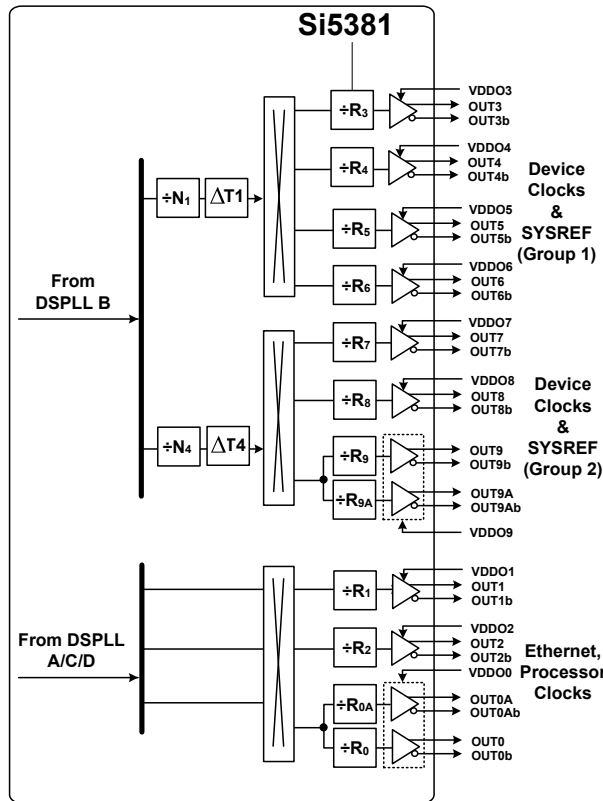 Si5381
÷R3
VDDO3
OUT3
OUT3b
÷R4
VDDO4
OUT4
OUT4b
÷N1
ΔT1
÷R5
VDDO5
OUT5
OUT5b
÷R6
VDDO6
OUT6
OUT6b
Device
Clocks
&
SYSREF
(Group 1)
From
DSPLL B
÷R7
VDDO7
OUT7
OUT7b
÷R8
VDDO8
OUT8
OUT8b
÷N4
ΔT4
÷R9
OUT9
OUT9b
÷R9A
OUT9A
OUT9Ab
VDDO9
Device
Clocks
&
SYSREF
(Group 2)
÷R1
VDDO1
OUT1
OUT1b
From DSPLL
A/C/D
÷R2
VDDO2
OUT2
OUT2b
VDDO0
÷R0A
OUT0A
OUT0Ab
÷R0
OUT0
OUT0b
Ethernet,
Processor
Clocks